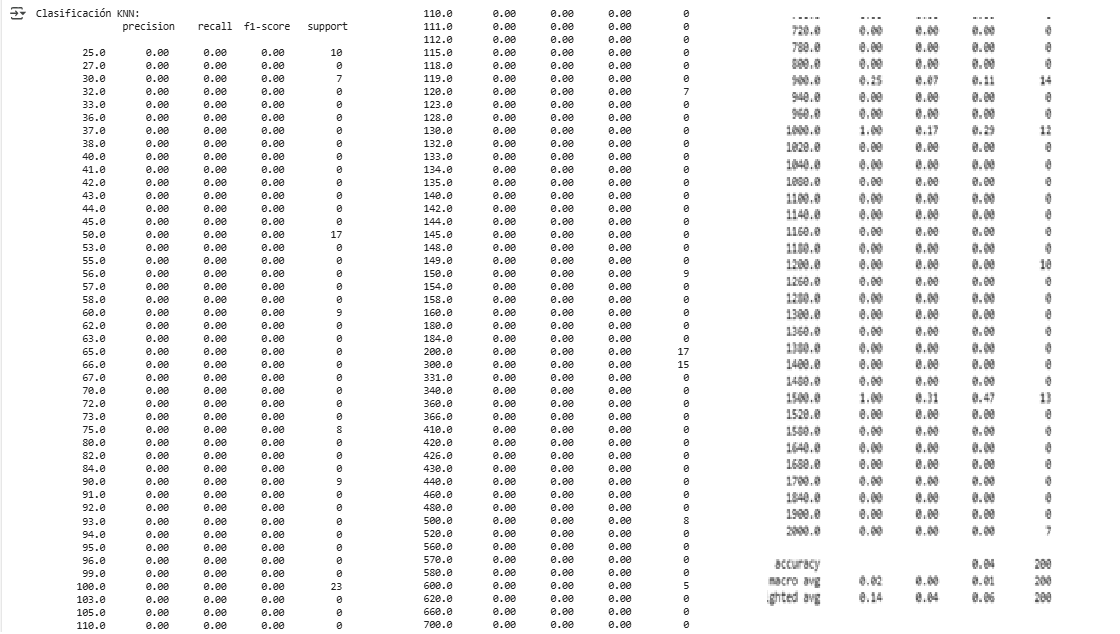 Clasificación KNN:
precision recall f1-score support
25.0 0.00 0.00 0.00 10
27.0 0.00 0.00 0.00 0
30.0 0.00 0.00 0.00 7
32.0 0.00 0.00 0.00 0
33.0 0.00 0.00 0.00 0
36.0 0.00 0.00 0.00 0
37.0 0.00 0.00 0.00 0
38.0 0.00 0.00 0.00 0
40.0 0.00 0.00 0.00 0
41.0 0.00 0.00 0.00 0
42.0 0.00 0.00 0.00 0
43.0 0.00 0.00 0.00 0
44.0 0.00 0.00 0.00 0
45.0 0.00 0.00 0.00 0
50.0 0.00 0.00 0.00 17
53.0 0.00 0.00 0.00 0
55.0 0.00 0.00 0.00 0
56.0 0.00 0.00 0.00 0
57.0 0.00 0.00 0.00 0
58.0 0.00 0.00 0.00 0
60.0 0.00 0.00 0.00 9
62.0 0.00 0.00 0.00 0
63.0 0.00 0.00 0.00 0
65.0 0.00 0.00 0.00 0
66.0 0.00 0.00 0.00 0
67.0 0.00 0.00 0.00 0
70.0 0.00 0.00 0.00 0
72.0 0.00 0.00 0.00 0
73.0 0.00 0.00 0.00 0
75.0 0.00 0.00 0.00 8
80.0 0.00 0.00 0.00 0
82.0 0.00 0.00 0.00 0
84.0 0.00 0.00 0.00 0
90.0 0.00 0.00 0.00 9
91.0 0.00 0.00 0.00 0
92.0 0.00 0.00 0.00 0
93.0 0.00 0.00 0.00 0
94.0 0.00 0.00 0.00 0
95.0 0.00 0.00 0.00 0
96.0 0.00 0.00 0.00 0
99.0 0.00 0.00 0.00 0
100.0 0.00 0.00 0.00 23
103.0 0.00 0.00 0.00 0
105.0 0.00 0.00 0.00 0
110.0 0.00 0.00 0.00 0
110.0 0.00 0.00 0.00 0
111.0 0.00 0.00 0.00 0
112.0 0.00 0.00 0.00 0
115.0 0.00 0.00 0.00 0
118.0 0.00 0.00 0.00 0
119.0 0.00 0.00 0.00 0
120.0 0.00 0.00 0.00 7
123.0 0.00 0.00 0.00 0
128.0 0.00 0.00 0.00 0
130.0 0.00 0.00 0.00 0
132.0 0.00 0.00 0.00 0
133.0 0.00 0.00 0.00 0
134.0 0.00 0.00 0.00 0
135.0 0.00 0.00 0.00 0
140.0 0.00 0.00 0.00 0
142.0 0.00 0.00 0.00 0
144.0 0.00 0.00 0.00 0
145.0 0.00 0.00 0.00 0
148.0 0.00 0.00 0.00 0
149.0 0.00 0.00 0.00 0
150.0 0.00 0.00 0.00 9
154.0 0.00 0.00 0.00 0
158.0 0.00 0.00 0.00 0
160.0 0.00 0.00 0.00 0
180.0 0.00 0.00 0.00 0
184.0 0.00 0.00 0.00 0
200.0 0.00 0.00 0.00 17
300.0 0.00 0.00 0.00 15
331.0 0.00 0.00 0.00 0
340.0 0.00 0.00 0.00 0
360.0 0.00 0.00 0.00 0
366.0 0.00 0.00 0.00 0
410.0 0.00 0.00 0.00 0
420.0 0.00 0.00 0.00 0
426.0 0.00 0.00 0.00 0
430.0 0.00 0.00 0.00 0
440.0 0.00 0.00 0.00 0
460.0 0.00 0.00 0.00 0
480.0 0.00 0.00 0.00 0
500.0 0.00 0.00 0.00 8
520.0 0.00 0.00 0.00 0
560.0 0.00 0.00 0.00 0
570.0 0.00 0.00 0.00 0
580.0 0.00 0.00 0.00 0
600.0 0.00 0.00 0.00 5
620.0 0.00 0.00 0.00 0
660.0 0.00 0.00 0.00 0
700.0 0.00 0.00 0.00 0
720.0 0.00 0.00 0.00 0
780.0 0.00 0.00 0.00 0
800.0 0.00 0.00 0.00 0
900.0 0.25 0.07 0.11 14
940.0 0.00 0.00 0.00 0
960.0 0.00 0.00 0.00 0
1000.0 1.00 0.17 0.29 12
1020.0 0.00 0.00 0.00 0
1040.0 0.00 0.00 0.00 0
1080.0 0.00 0.00 0.00 0
1100.0 0.00 0.00 0.00 0
1140.0 0.00 0.00 0.00 0
1160.0 0.00 0.00 0.00 0
1180.0 0.00 0.00 0.00 0
1200.0 0.00 0.00 0.00 10
1260.0 0.00 0.00 0.00 0
1280.0 0.00 0.00 0.00 0
1300.0 0.00 0.00 0.00 0
1360.0 0.00 0.00 0.00 0
1380.0 0.00 0.00 0.00 0
1400.0 0.00 0.00 0.00 0
1480.0 0.00 0.00 0.00 0
1500.0 1.00 0.31 0.47 13
1520.0 0.00 0.00 0.00 0
1580.0 0.00 0.00 0.00 0
1640.0 0.00 0.00 0.00 0
1680.0 0.00 0.00 0.00 0
1700.0 0.00 0.00 0.00 0
1840.0 0.00 0.00 0.00 0
1900.0 0.00 0.00 0.00 0
2000.0 0.00 0.00 0.00 7
accuracy 0.04 200
macro avg 0.02 0.00 0.01 200
ghted avg 0.14 0.04 0.06 200